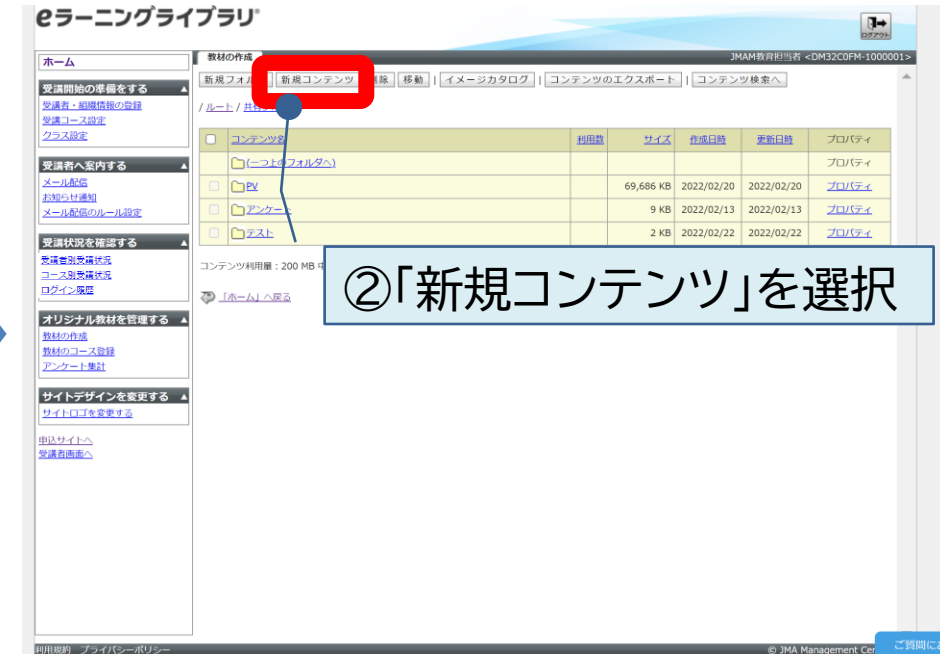 eラーニングライブラリ®
ログアウト
ホーム
受講開始の準備をする ▲
受講者・組織情報の登録
受講コース設定
クラス設定
受講者へ案内する ▲
メール配信
お知らせ通知
メール配信のルール設定
受講状況を確認する ▲
受講者別受講状況
コース別受講状況
ログイン履歴
オリジナル教材を管理する ▲
教材の作成
教材のコース登録
アンケート集計
サイトデザインを変更する ▲
サイトロゴを変更する
申込サイトへ
受講者画面へ
教材の作成
JMAM教育担当者 <DM32C0FM-1000001>
新規フォル 新規コンテンツ 除 移動 | イメージカタログ | コンテンツのエクスポート | コンテンツ検索へ
/ ルート / 共有
コンテンツ名 利用数 サイズ 作成日時 更新日時 プロパティ
(一つ上のフォルダへ) プロパティ
PV 69,686 KB 2022/02/20 2022/02/20 プロパティ
アンケート 9 KB 2022/02/13 2022/02/13 プロパティ
テスト 2 KB 2022/02/22 2022/02/22 プロパティ
コンテンツ利用量：200 MB 中
②「新規コンテンツ」を選択
「ホーム」へ戻る
利用規約 プライバシーポリシー
© JMA Management Cen
ご質問にお